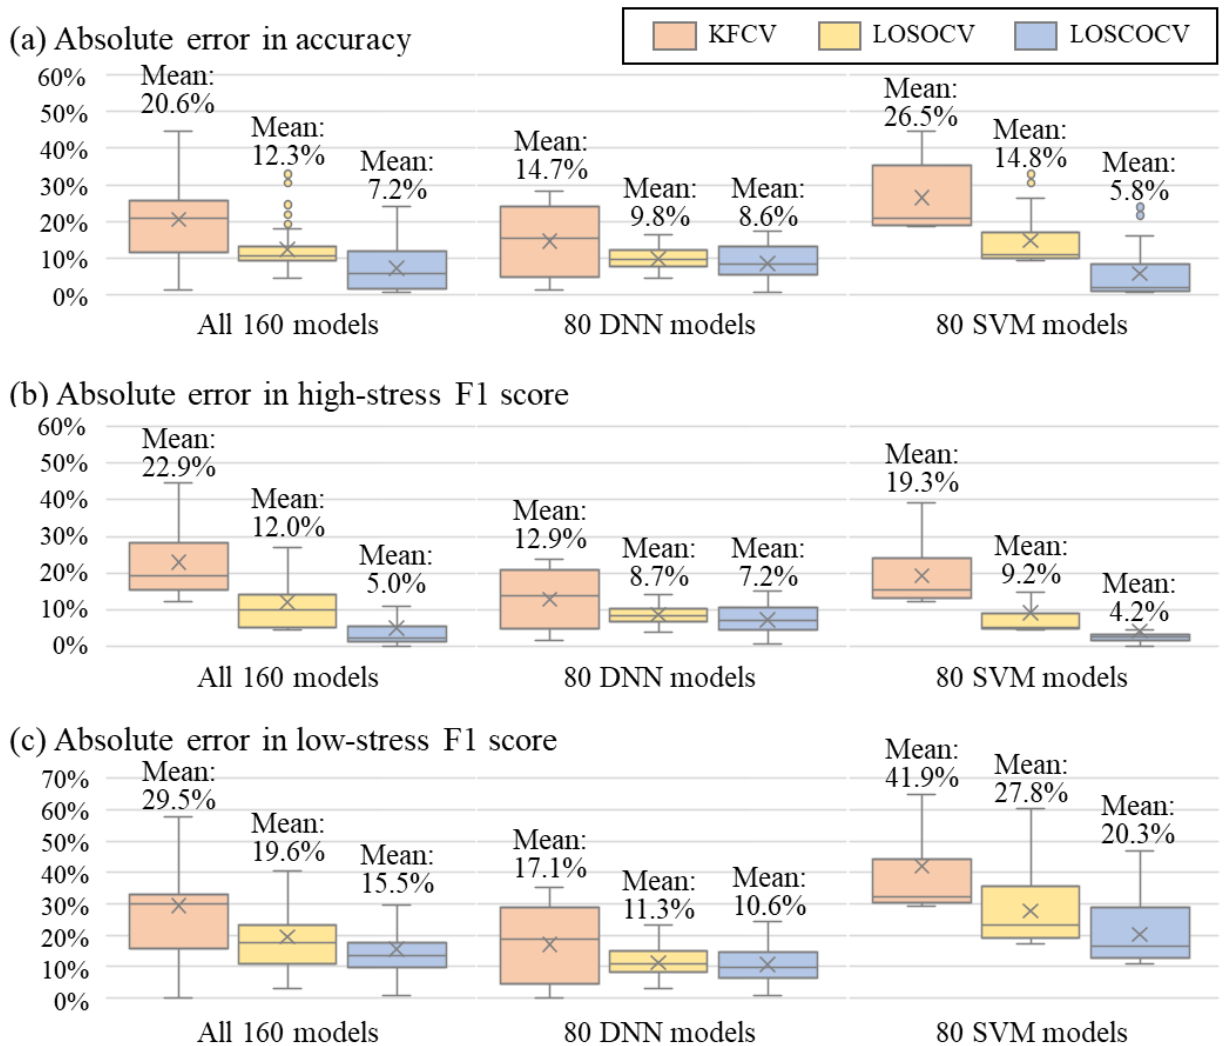 (a) Absolute error in accuracy
KFCV LOSOCV LOSCOCV
60%
50%
40%
30%
20%
10%
0%
Mean:
20.6%
Mean:
12.3%
Mean:
7.2%
Mean:
14.7%
Mean:
9.8%
Mean:
8.6%
Mean:
26.5%
Mean:
14.8%
Mean:
5.8%
All 160 models
80 DNN models
80 SVM models
(b) Absolute error in high-stress F1 score
60%
50%
40%
30%
20%
10%
0%
Mean:
22.9%
Mean:
12.0%
Mean:
5.0%
Mean:
12.9%
Mean:
8.7%
Mean:
7.2%
Mean:
19.3%
Mean:
9.2%
Mean:
4.2%
All 160 models
80 DNN models
80 SVM models
(c) Absolute error in low-stress F1 score
70%
60%
50%
40%
30%
20%
10%
0%
Mean:
29.5%
Mean:
19.6%
Mean:
15.5%
Mean:
17.1%
Mean:
11.3%
Mean:
10.6%
Mean:
41.9%
Mean:
27.8%
Mean:
20.3%
All 160 models
80 DNN models
80 SVM models